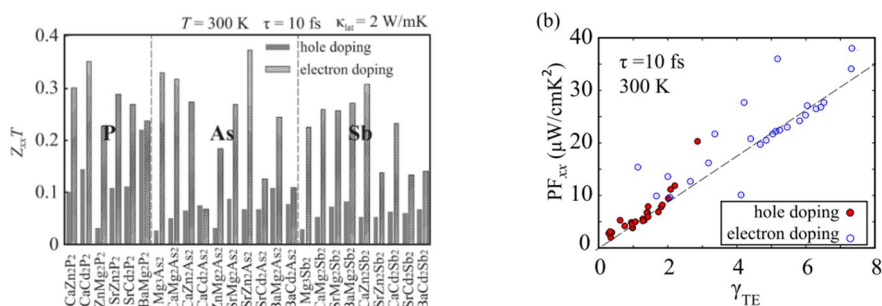 T = 300 K τ = 10 fs κlat = 2 W/mK
hole doping
electron doping
0.4
0.3
0.2
0.1
0
ZxxT
P
As
Sb
CaZn2P2
CaCd2P2
ZnMg2P2
SrZn2P2
SrCd2P2
BaMg2P2
Mg3As2
CaMg2As2
CaZn2As2
CaCd2As2
ZnMg2As2
SrMg2As2
SrZn2As2
SrCd2As2
BaMg2As2
BaCd2As2
Mg3Sb2
CaMg2Sb2
SrMg2Sb2
BaMg2Sb2
CaZn2Sb2
SrZn2Sb2
CaCd2Sb2
SrCd2Sb2
BaCd2Sb2
(b)
τ =10 fs
300 K
40
30
20
10
0
PFxx (μW/cmK²)
hole doping
electron doping
0 2 4 6 8
γTE